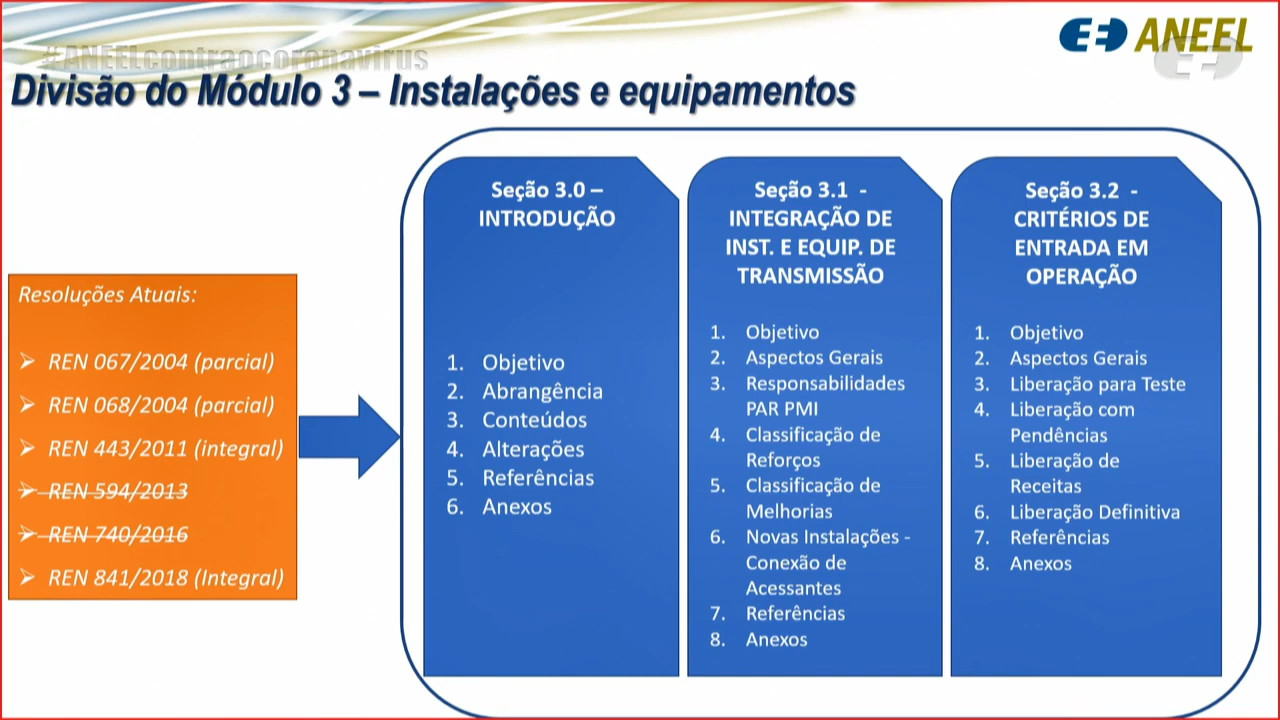 #ANEELcontraocoronavirus
ANEEL
Divisão do Módulo 3 – Instalações e equipamentos
Resoluções Atuais:
REN 067/2004 (parcial)
REN 068/2004 (parcial)
REN 443/2011 (integral)
REN 594/2013
REN 740/2016
REN 841/2018 (Integral)
Seção 3.0 –
INTRODUÇÃO
1. Objetivo
2. Abrangência
3. Conteúdos
4. Alterações
5. Referências
6. Anexos
Seção 3.1 -
INTEGRAÇÃO DE
INST. E EQUIP. DE
TRANSMISSÃO
1. Objetivo
2. Aspectos Gerais
3. Responsabilidades
PAR PMI
4. Classificação de
Reforços
5. Classificação de
Melhorias
6. Novas Instalações -
Conexão de
Acessantes
7. Referências
8. Anexos
Seção 3.2 -
CRITÉRIOS DE
ENTRADA EM
OPERAÇÃO
1. Objetivo
2. Aspectos Gerais
3. Liberação para Teste
4. Liberação com
Pendências
5. Liberação de
Receitas
6. Liberação Definitiva
7. Referências
8. Anexos